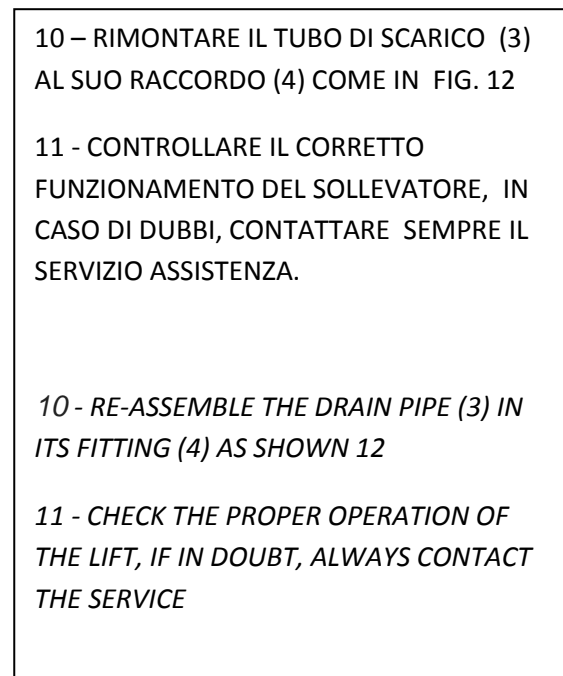 10 – RIMONTARE IL TUBO DI SCARICO (3)
AL SUO RACCORDO (4) COME IN FIG. 12
11 - CONTROLLARE IL CORRETTO
FUNZIONAMENTO DEL SOLLEVATORE, IN
CASO DI DUBBI, CONTATTARE SEMPRE IL
SERVIZIO ASSISTENZA.
10 - RE-ASSEMBLE THE DRAIN PIPE (3) IN
ITS FITTING (4) AS SHOWN 12
11 - CHECK THE PROPER OPERATION OF
THE LIFT, IF IN DOUBT, ALWAYS CONTACT
THE SERVICE